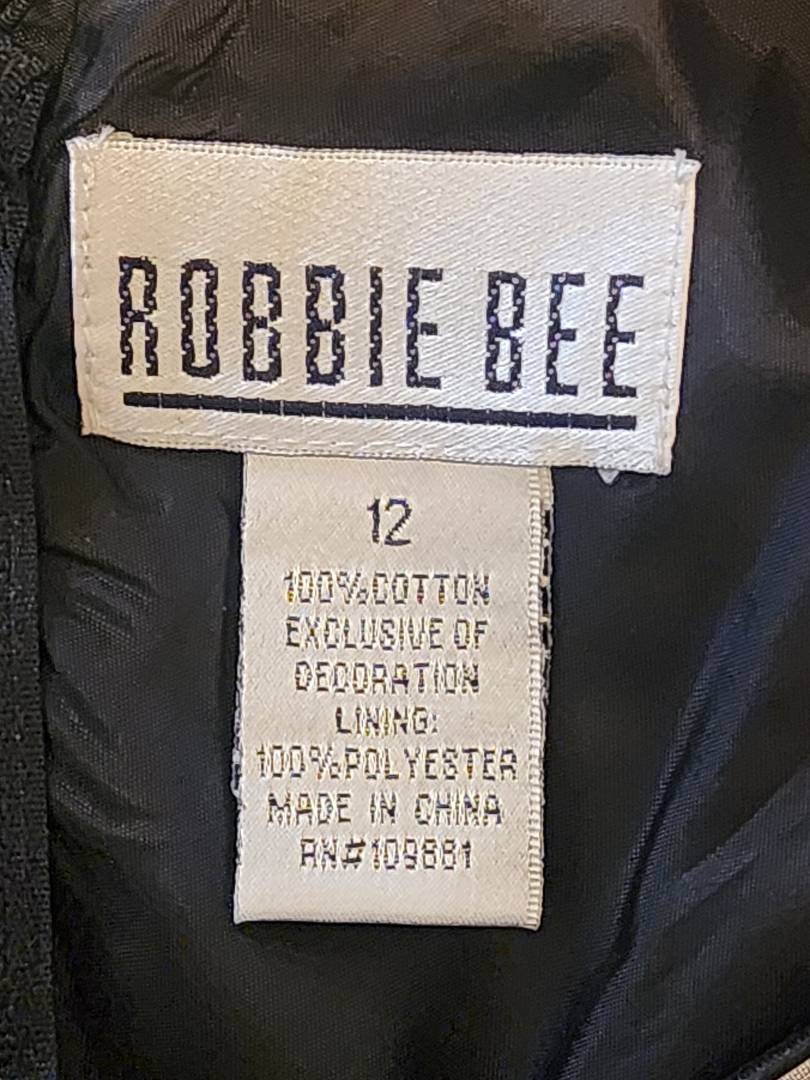 ROBBIE BEE
12
100%COTTON
EXCLUSIVE OF
DECORATION
LINING:
100%POLYESTER
MADE IN CHINA
RN#109881